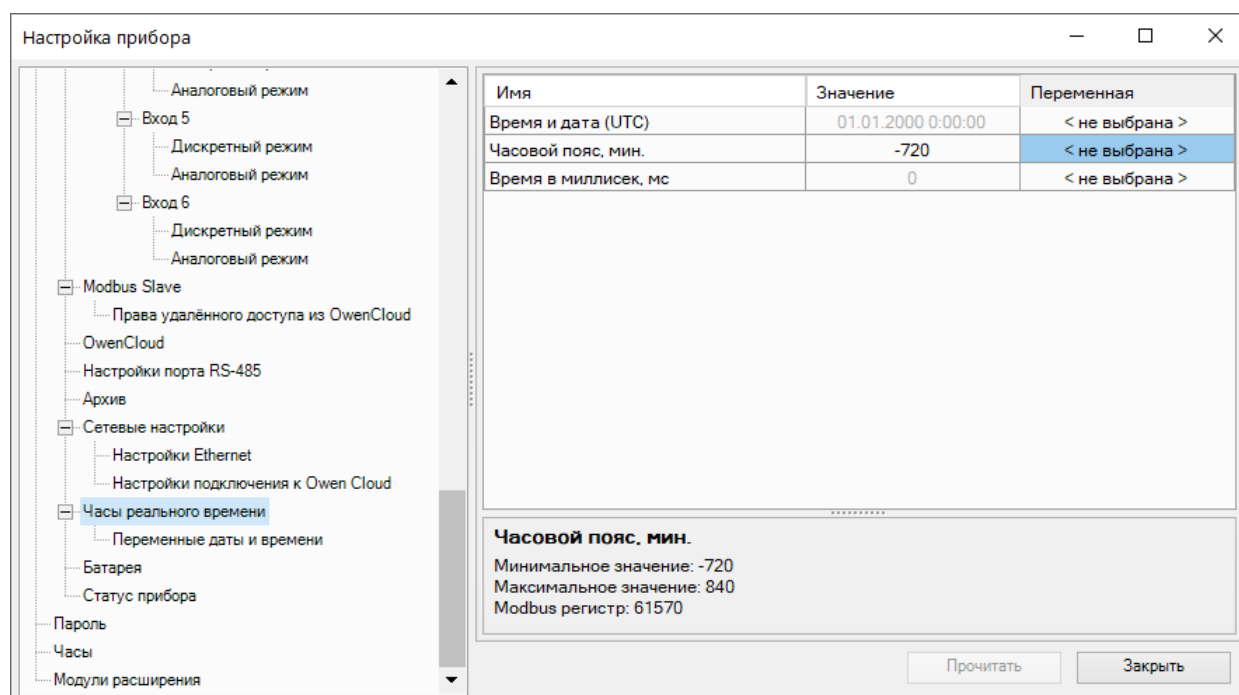 Настройка прибора
Аналоговый режим
Вход 5
Дискретный режим
Аналоговый режим
Вход 6
Дискретный режим
Аналоговый режим
Modbus Slave
Права удалённого доступа из OwenCloud
OwenCloud
Настройки порта RS-485
Архив
Сетевые настройки
Настройки Ethernet
Настройки подключения к Owen Cloud
Часы реального времени
Переменные даты и времени
Батарея
Статус прибора
Пароль
Часы
Модули расширения
Имя Значение Переменная
Время и дата (UTC) 01.01.2000 0:00:00 < не выбрана >
Часовой пояс, мин. -720 < не выбрана >
Время в миллисек, мс 0 < не выбрана >
Часовой пояс, мин.
Минимальное значение: -720
Максимальное значение: 840
Modbus регистр: 61570
Прочитать Закрыть